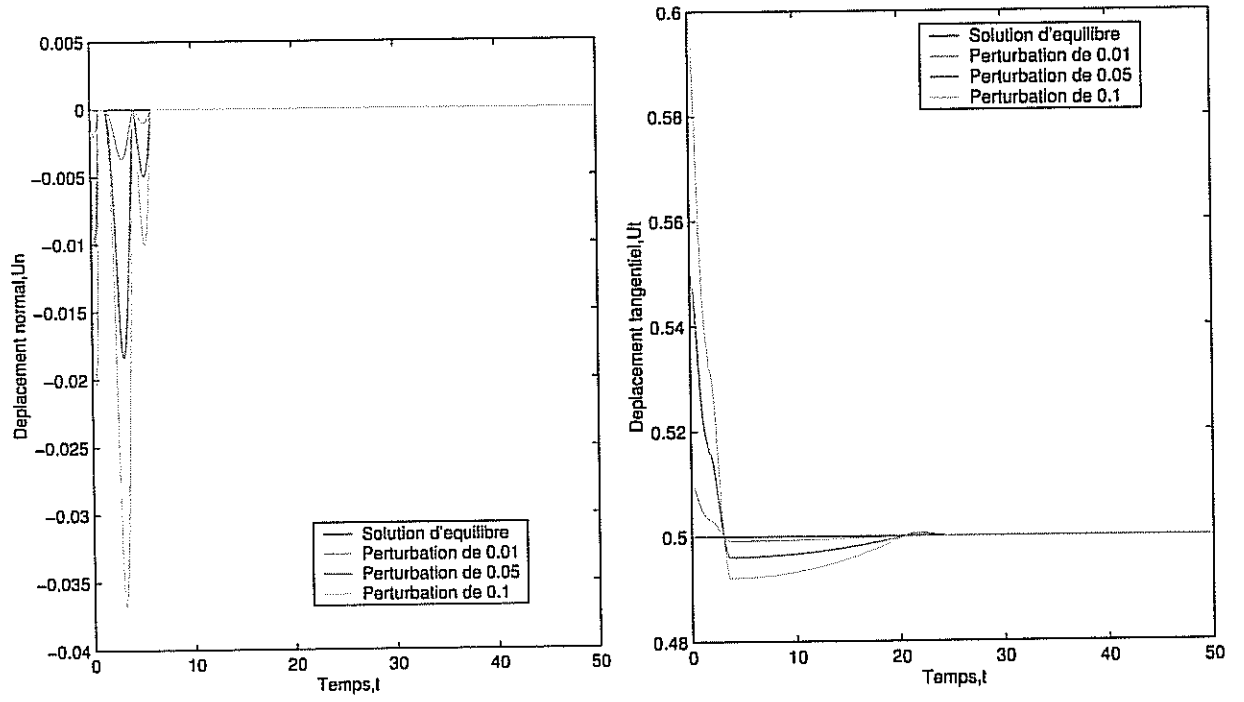 0.005
0
−0.005
−0.01
−0.015
−0.02
−0.025
−0.03
−0.035
−0.04
0
10
20
30
40
50
Deplacement normal,Un
Temps,t
Solution d'equilibre
Perturbation de 0.01
Perturbation de 0.05
Perturbation de 0.1
0.6
0.58
0.56
0.54
0.52
0.5
0.48
0
10
20
30
40
50
Deplacement tangentiel,Ut
Temps,t
Solution d'equilibre
Perturbation de 0.01
Perturbation de 0.05
Perturbation de 0.1